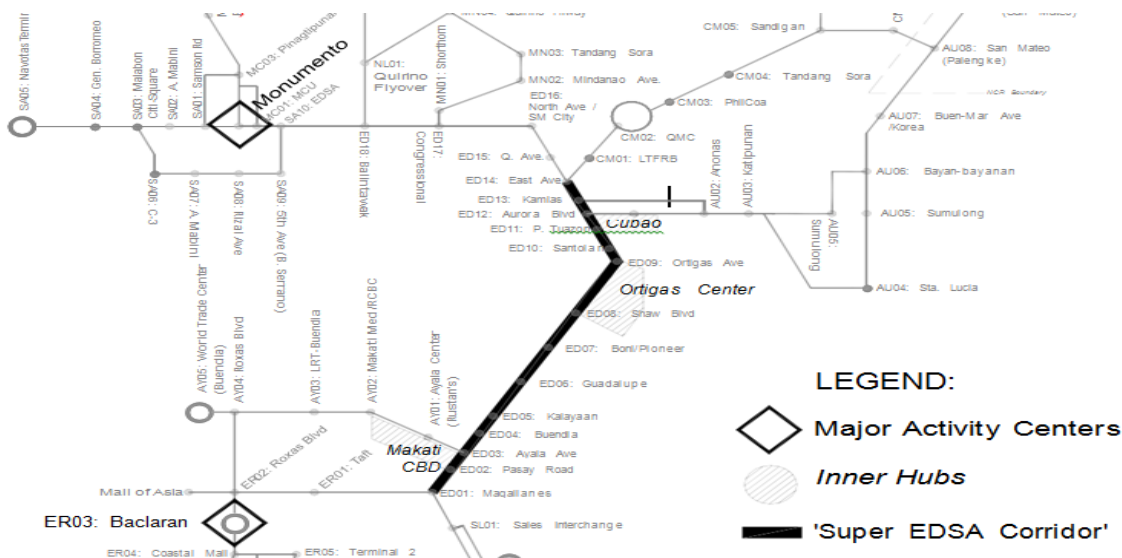 CM05: Sandigan
AU08: San Mateo
(Palengke)
MN03: Tandang Sora
MN02: Mindanao Ave.
CM04: Tandang Sora
NCR Boundary
CM03: PhilCoa
AU07: Buen-Mar Ave
/Korea
NL01:
Quirino
Flyover
MN01: Shorthorn
ED16:
North Ave /
SM City
CM02: QMC
MC03: Pinagtipunan
Monumento
MC01: MCU
SA10: EDSA
SA05: Navotas Terminal
SA04: Gen. Borromeo
SA03: Malabon
Citi-Square
SA02: A. Mabini
SA01: Samson Rd
ED18: Balintawak
ED17:
Congressional
ED15: Q. Ave.
CM01: LTFRB
ED14: East Ave
AU02: Anonas
AU03: Katipunan
AU06: Bayan-bayanan
ED13: Kamias
ED12: Aurora Blvd
Cubao
ED11: P. Tuazon
ED10: Santolan
AU05:
Sumulong
AU05: Sumulong
SA06: C-3
SA07: A. Mabini
SA08: Rizal Ave
SA09: 5th Ave (B. Serrano)
ED09: Ortigas Ave
Ortigas Center
AU04: Sta. Lucia
ED08: Shaw Blvd
ED07: Boni/Pioneer
ED06: Guadalupe
AY05: World Trade Center
(Buendia)
AY04: Roxas Blvd
AY03: LRT-Buendia
AY02: Makati Med /RCBC
AY01: Ayala Center
(Rustan's)
ED05: Kalayaan
ED04: Buendia
Makati
CBD
ED03: Ayala Ave
ED02: Pasay Road
ER02: Roxas Blvd
ER01: Taft
Mall of Asia
ED01: Magallanes
ER03: Baclaran
SL01: Sales Interchange
ER04: Coastal Mall
ER05: Terminal 2
LEGEND:
Major Activity Centers
Inner Hubs
'Super EDSA Corridor'